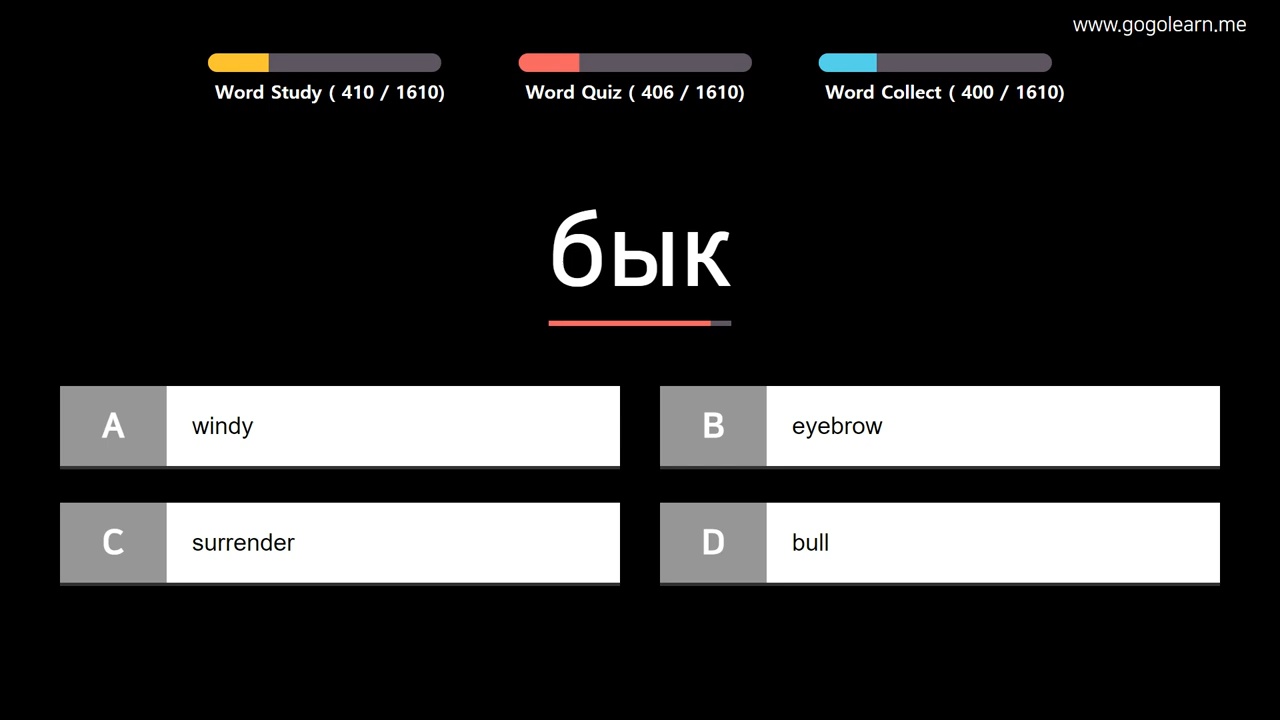 www.gogolearn.me
Word Study ( 410 / 1610)
Word Quiz ( 406 / 1610)
Word Collect ( 400 / 1610)
бык
A windy
B eyebrow
C surrender
D bull